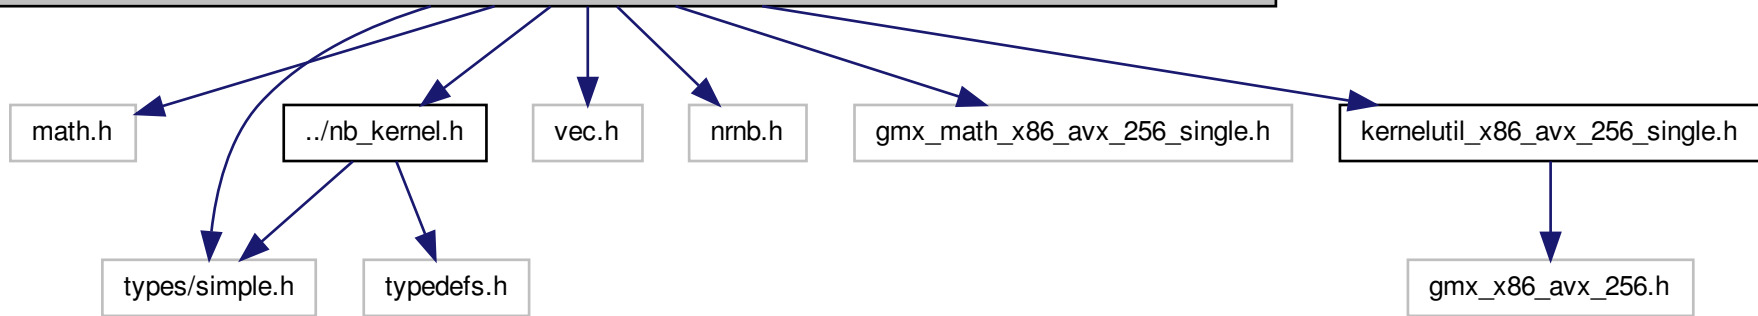 math.h
../nb_kernel.h
vec.h
nrnb.h
gmx_math_x86_avx_256_single.h
kernelutil_x86_avx_256_single.h
types/simple.h
typedefs.h
gmx_x86_avx_256.h